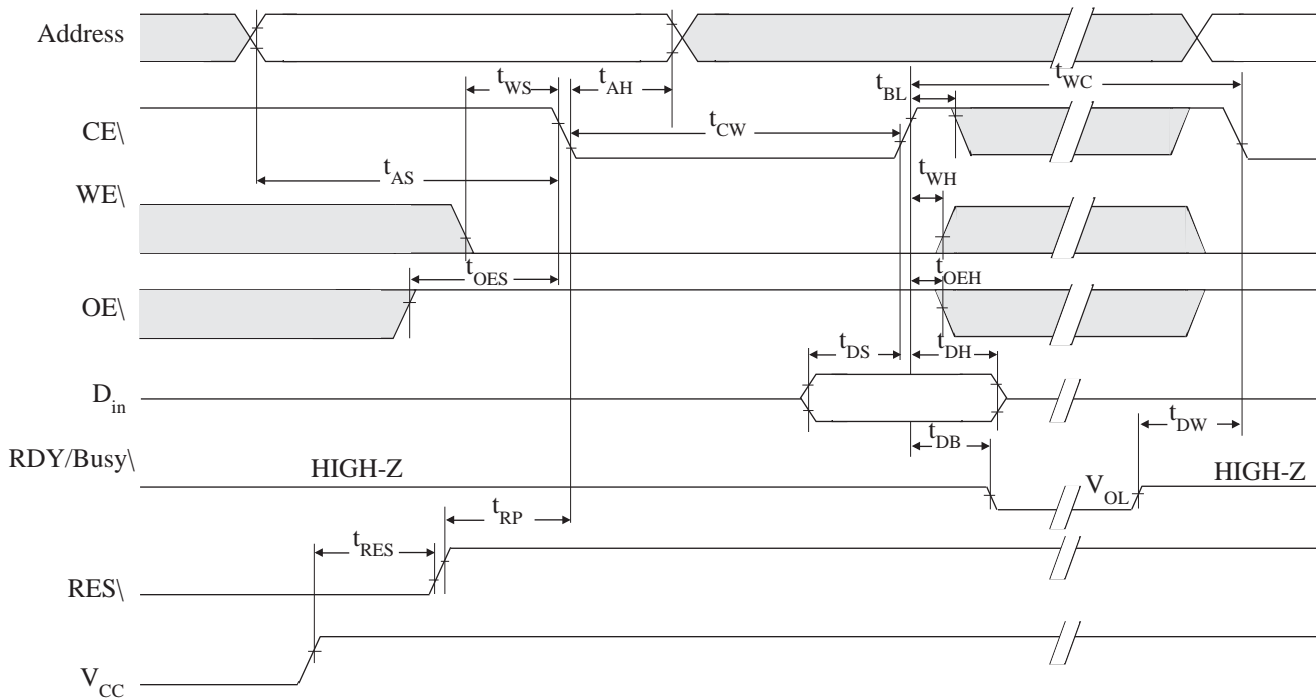 Address
t_WS
t_AH
t_BL
t_WC
CE\
t_CW
t_AS
WE\
t_WH
t_OES
t_OEH
OE\
t_DS
t_DH
D_in
t_DB
t_DW
RDY/Busy\
HIGH-Z
V_OL
HIGH-Z
t_RP
t_RES
RES\
V_CC